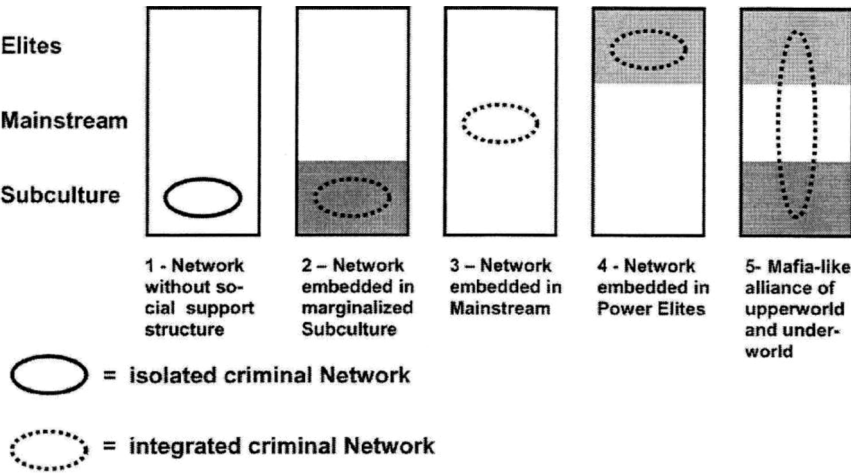 Elites
Mainstream
Subculture
1 - Network
without so-
cial support
structure
2 – Network
embedded in
marginalized
Subculture
3 – Network
embedded in
Mainstream
4 - Network
embedded in
Power Elites
5- Mafia-like
alliance of
upperworld
and under-
world
= isolated criminal Network
= integrated criminal Network